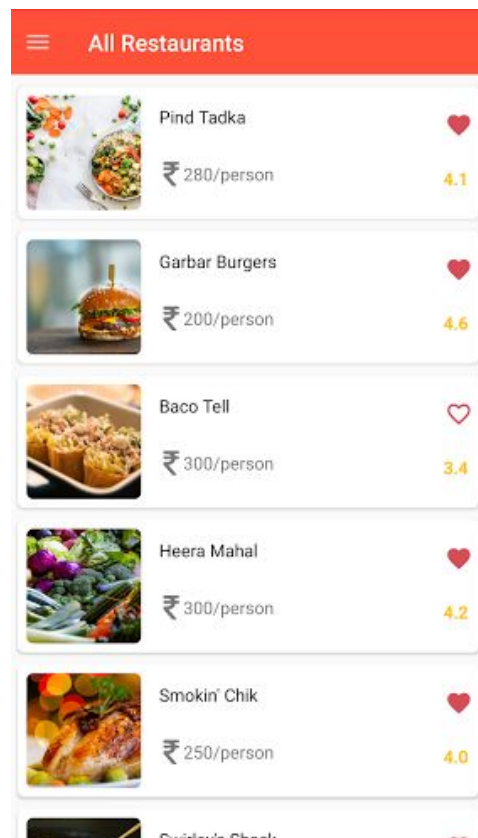 All Restaurants
Pind Tadka
₹ 280/person
4.1
Garbar Burgers
₹ 200/person
4.6
Baco Tell
₹ 300/person
3.4
Heera Mahal
₹ 300/person
4.2
Smokin' Chik
₹ 250/person
4.0